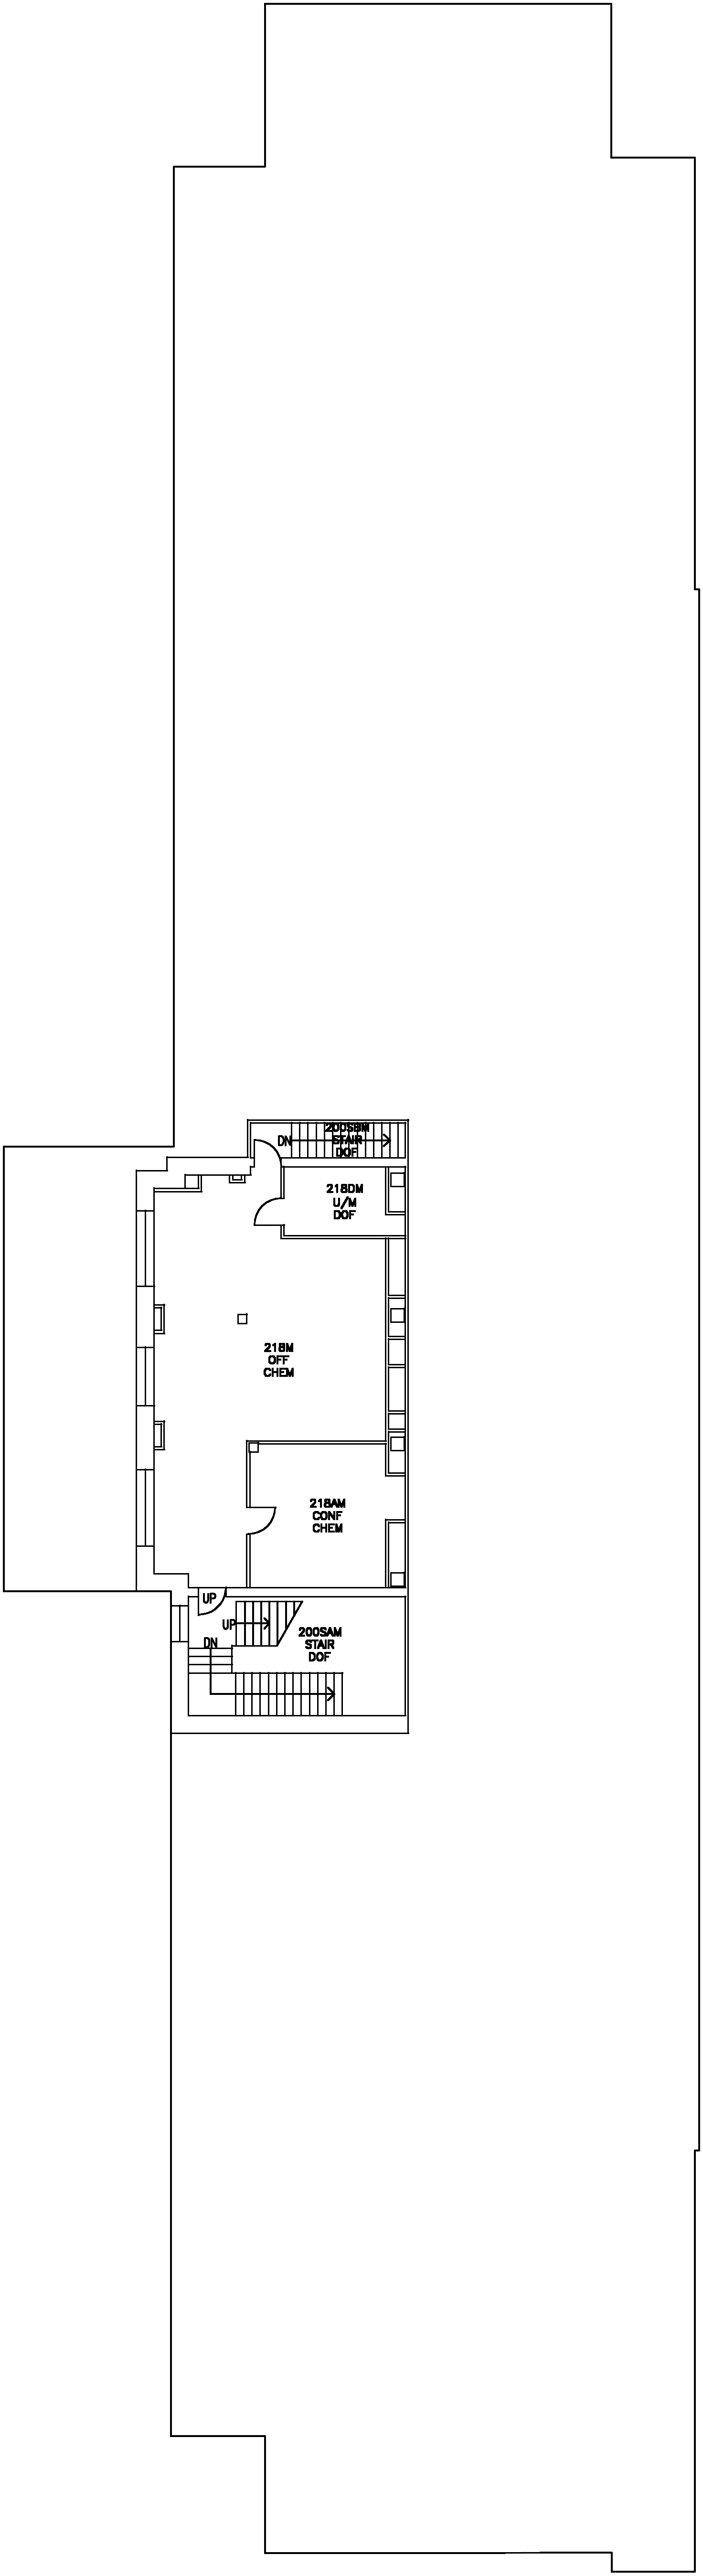 200SBM
DN
STAIR
DOF
218DM
U/M
DOF
218M
OFF
CHEM
218AM
CONF
CHEM
UP
UP
DN
200SAM
STAIR
DOF